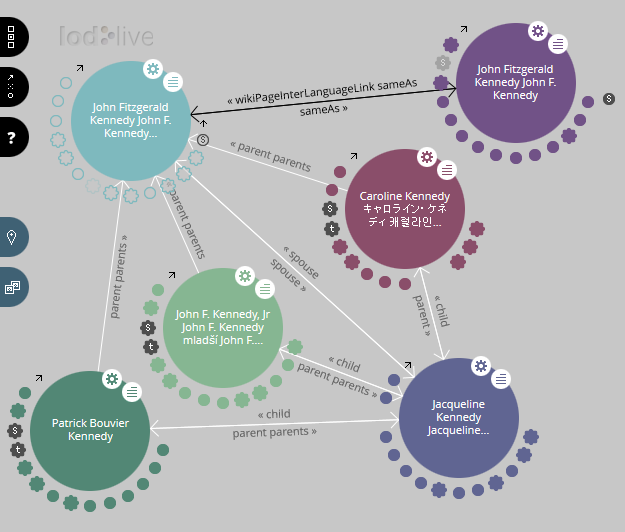 lod:live
John Fitzgerald
Kennedy John F.
Kennedy...
John Fitzgerald
Kennedy John F.
Kennedy
« wikiPageInterLanguageLink sameAs
sameAs »
« parent parents
Caroline Kennedy
キャロライン・ケネ
ディ 캐럴라인...
parent parents
« spouse
spouse »
parent parents »
« child
parent »
John F. Kennedy, Jr
John F. Kennedy
mladší John F....
« child
parent parents »
Jacqueline
Kennedy
Jacqueline...
Patrick Bouvier
Kennedy
« child
parent parents »
?
S
S
S
t
S
t
S
t
S